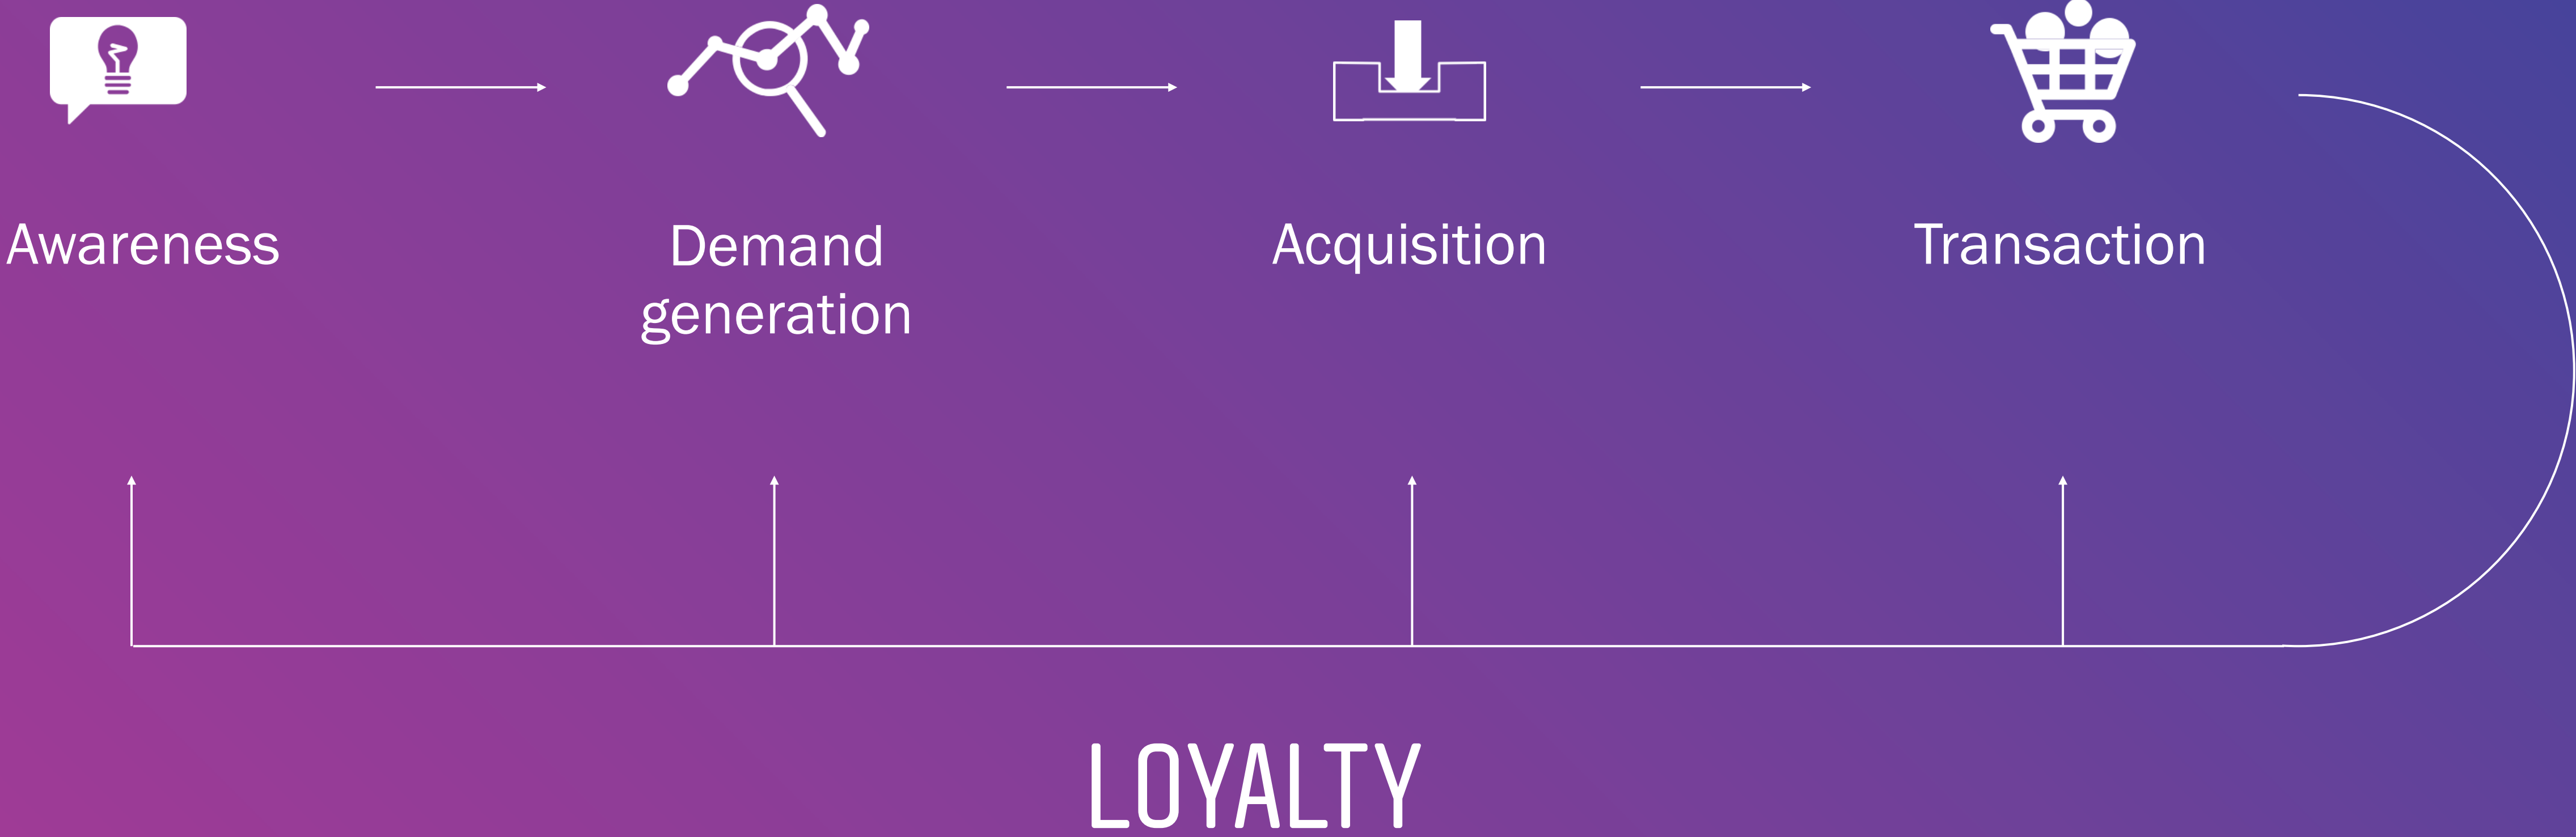 Awareness
Demand
generation
Acquisition
Transaction
LOYALTY